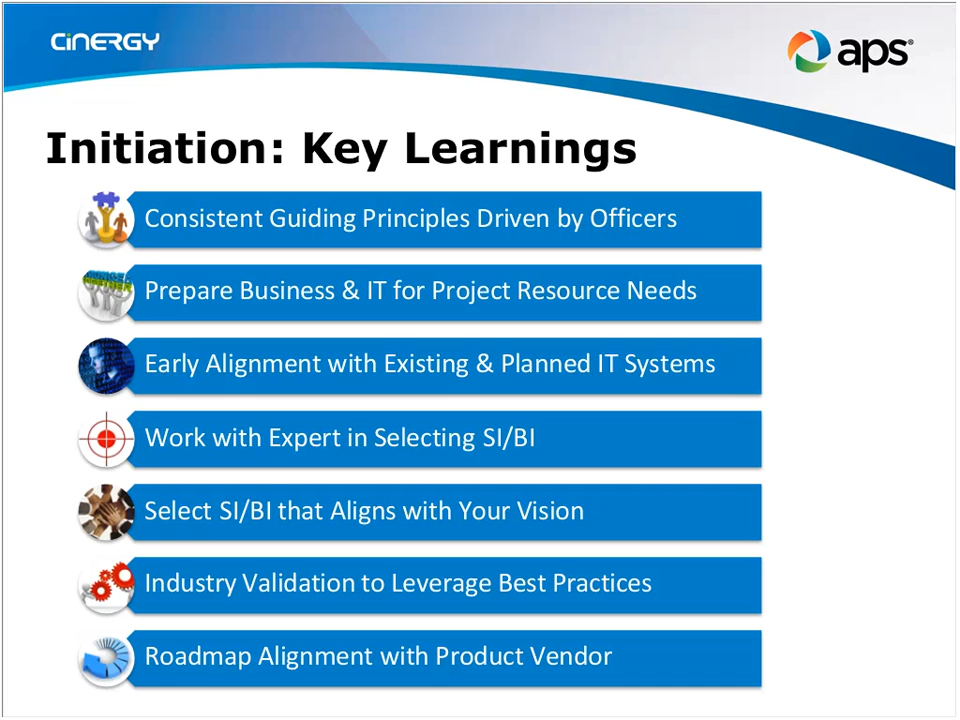 CINERGY
aps®
Initiation: Key Learnings
Consistent Guiding Principles Driven by Officers
Prepare Business & IT for Project Resource Needs
Early Alignment with Existing & Planned IT Systems
Work with Expert in Selecting SI/BI
Select SI/BI that Aligns with Your Vision
Industry Validation to Leverage Best Practices
Roadmap Alignment with Product Vendor